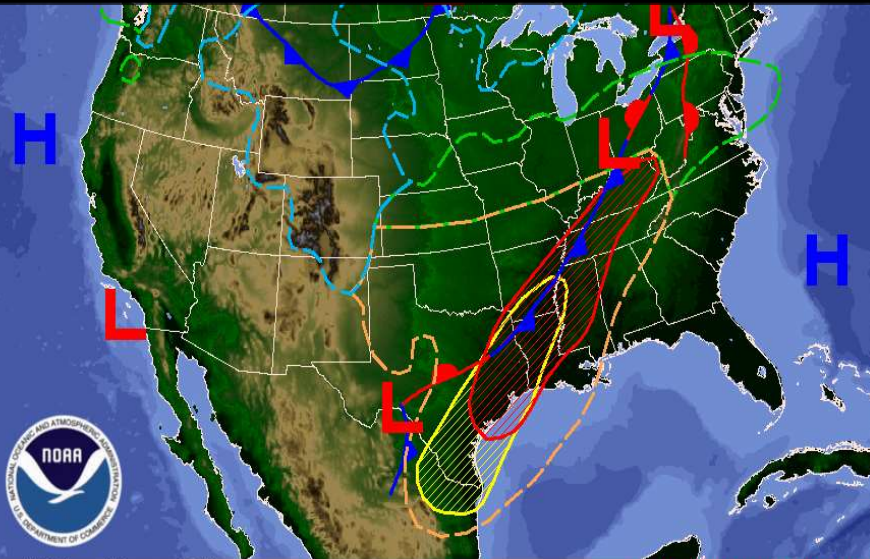 L
H
L
H
L
L
NATIONAL OCEANIC AND ATMOSPHERIC ADMINISTRATION
NOAA
U.S. DEPARTMENT OF COMMERCE